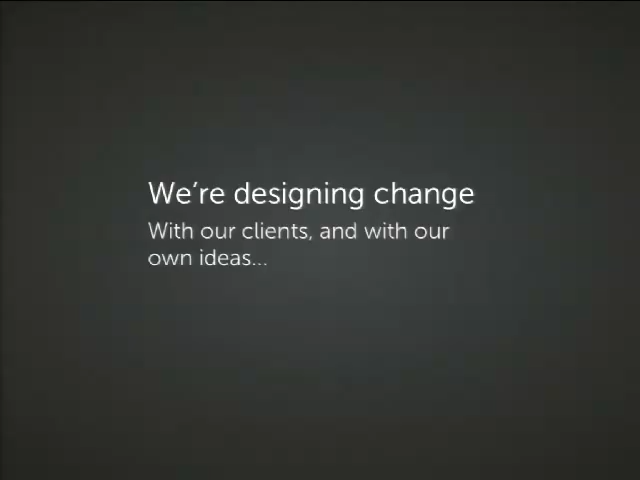 We're designing change
With our clients, and with our
own ideas...